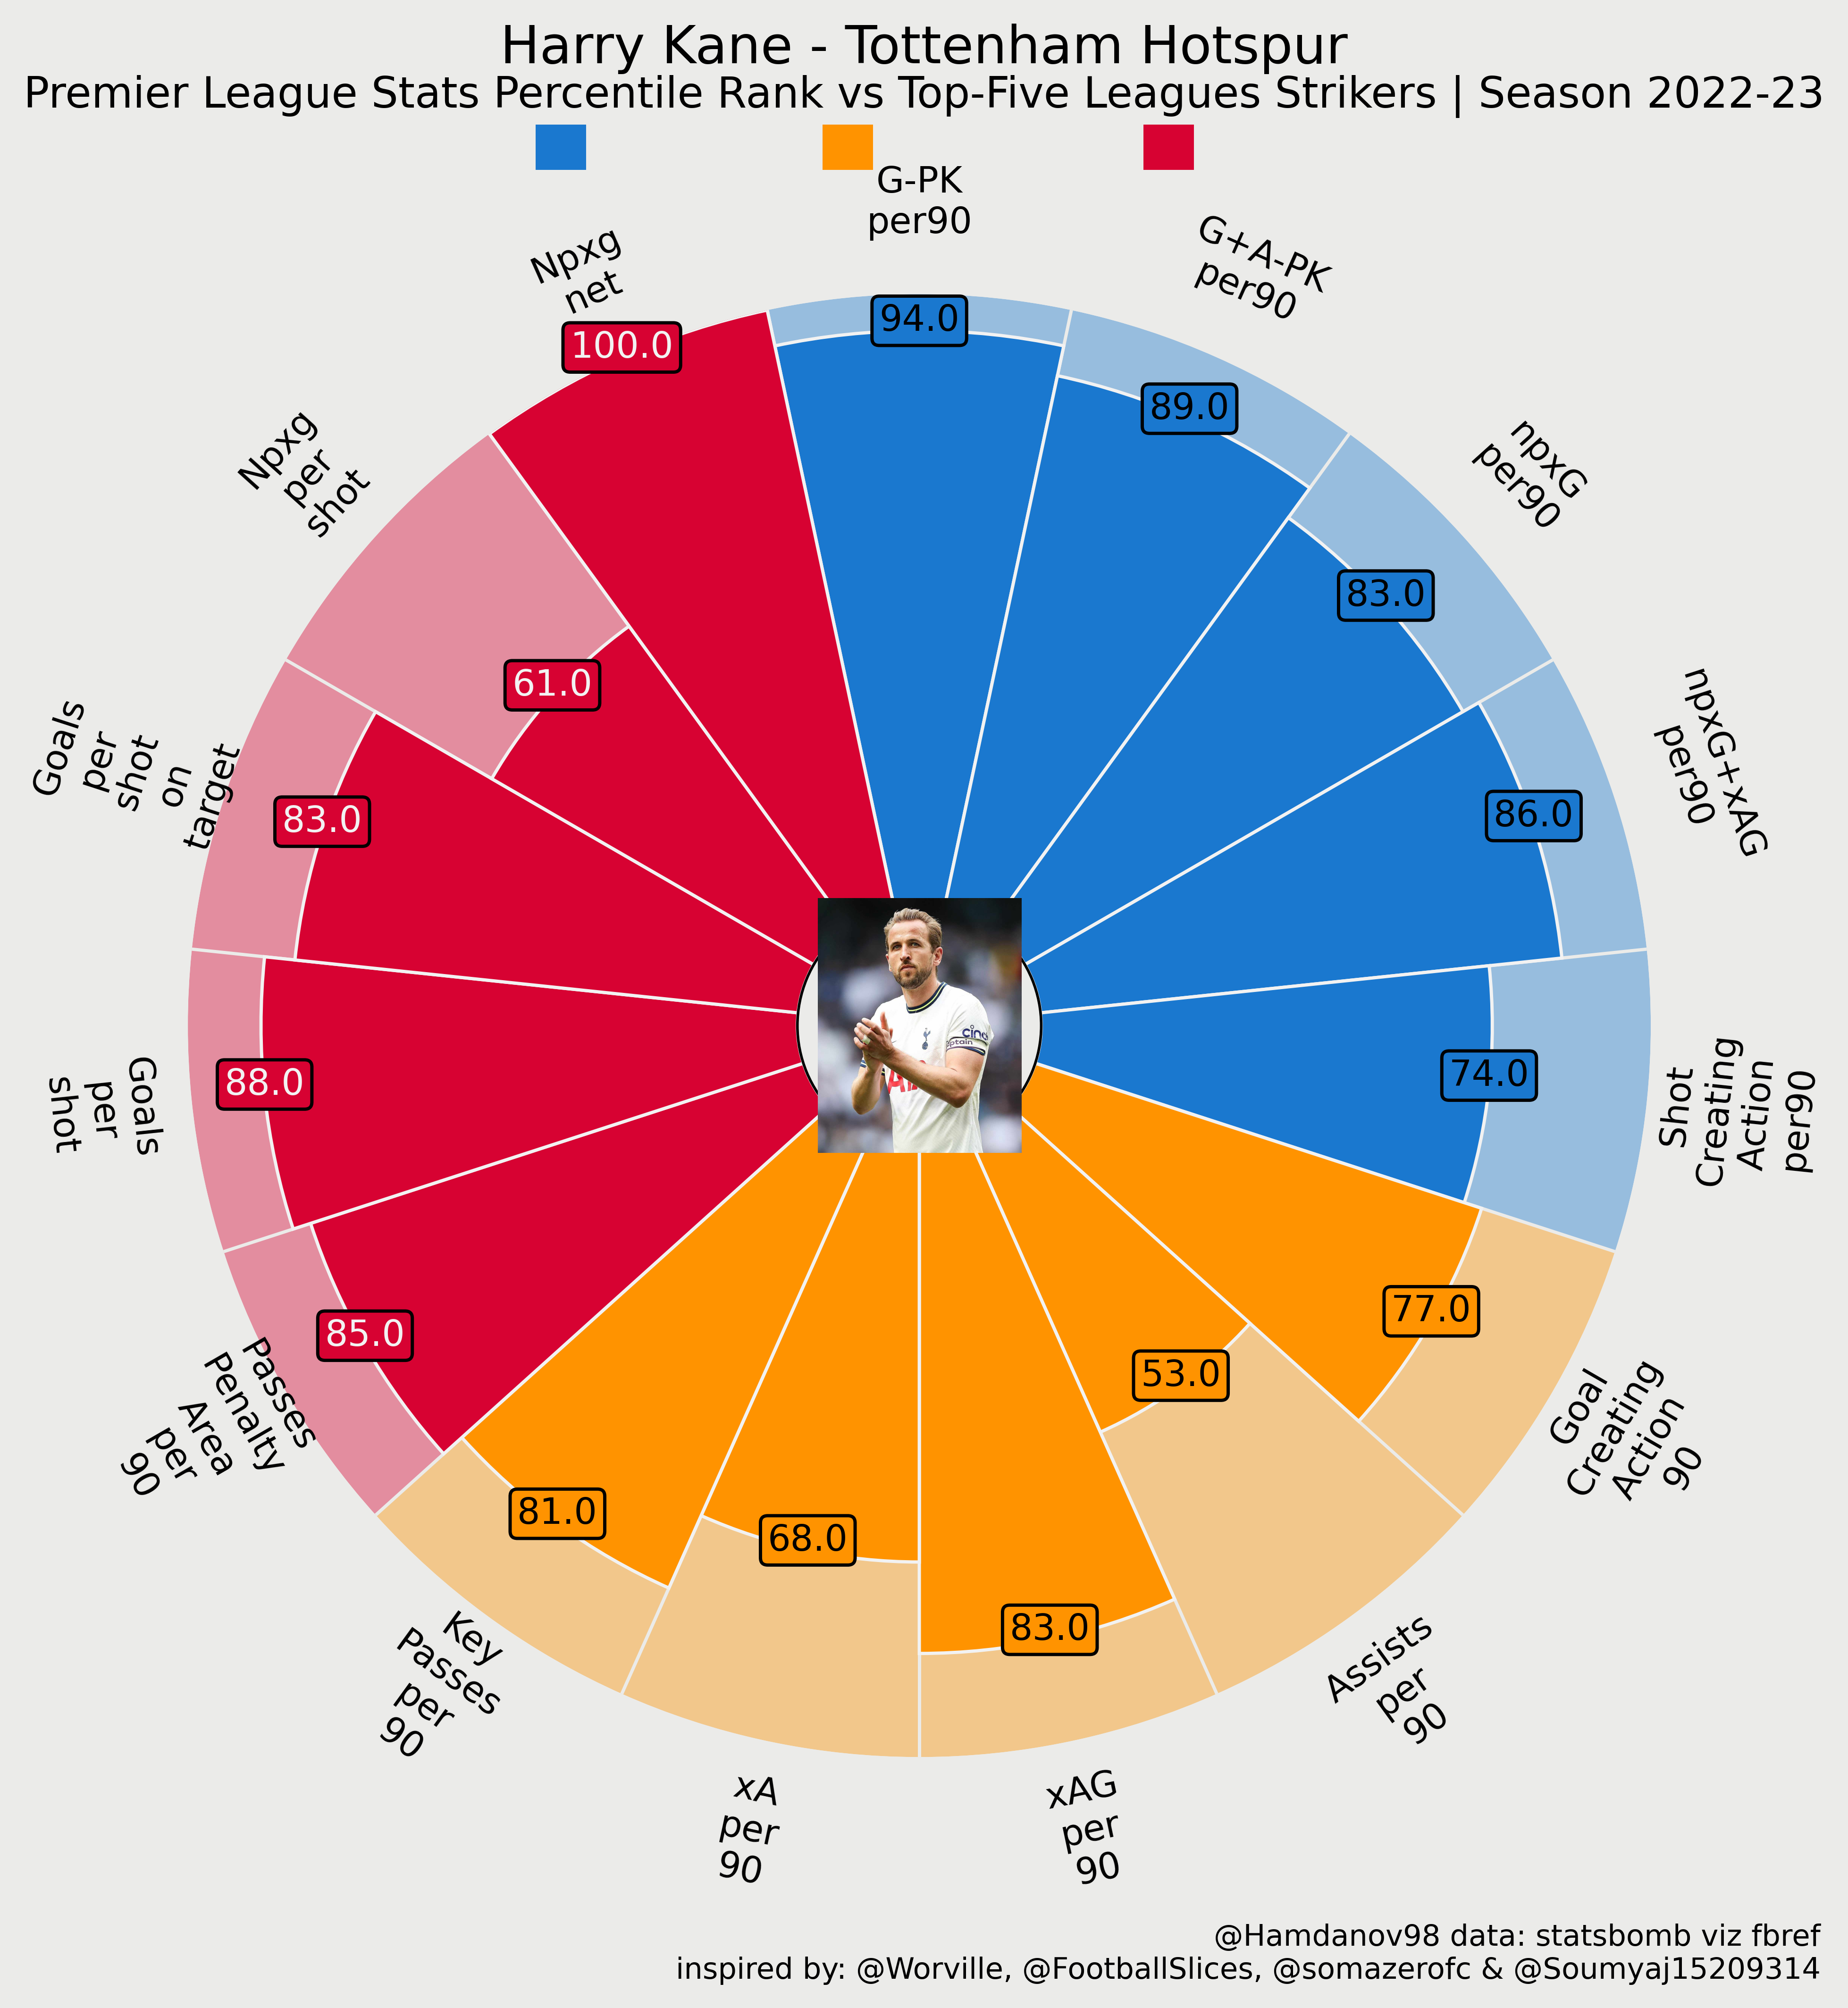 Harry Kane - Tottenham Hotspur
Premier League Stats Percentile Rank vs Top-Five Leagues Strikers | Season 2022-23
G-PK
per90
94.0
G+A-PK
per90
89.0
npxG
per90
83.0
npxG+xAG
per90
86.0
Shot
Creating
Action
per90
74.0
Goal
Creating
Action
90
77.0
Assists
per
90
53.0
xAG
per
90
83.0
xA
per
90
68.0
Key
Passes
per
90
81.0
Passes
Penalty
Area
per
90
85.0
Goals
per
shot
88.0
Goals
per
shot
on
target
83.0
Npxg
per
shot
61.0
Npxg
net
100.0
@Hamdanov98 data: statsbomb viz fbref
inspired by: @Worville, @FootballSlices, @somazerofc & @Soumyaj15209314